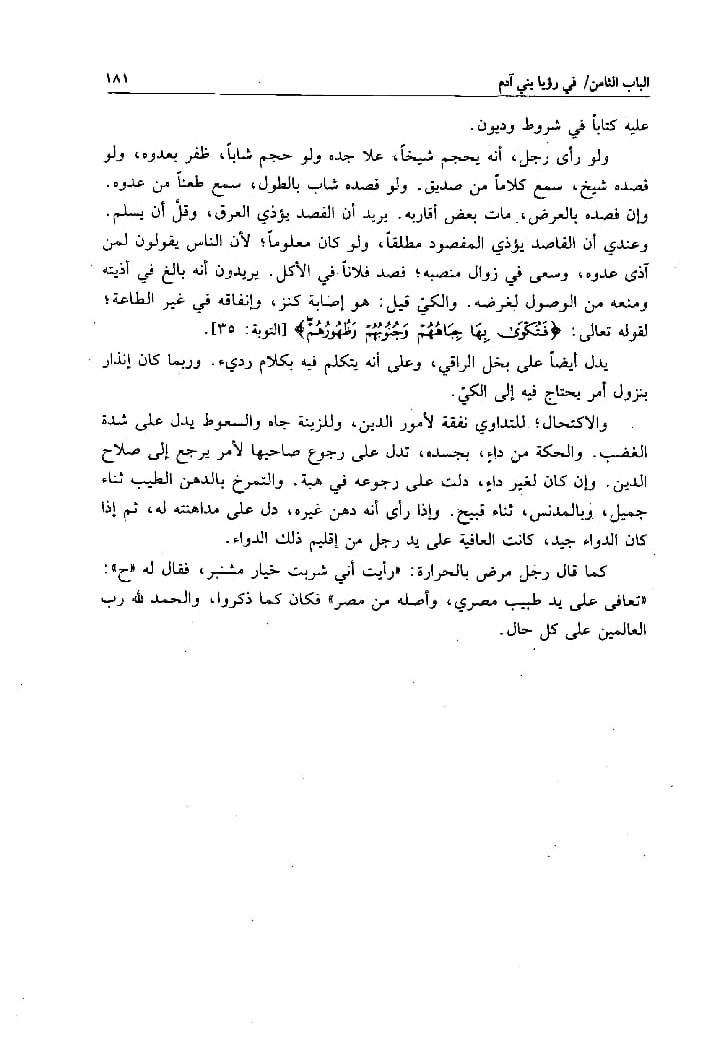 الباب الثامن/ في رؤيا بني آدم ١٨١
عليه كتاباً في شروط وديون.
ولو رأى رجل، أنه يحجم شيخاً، علا جده ولو حجم شاباً، ظفر بعدوه، ولو
فصده شيخ، سمع كلاماً من صديق. ولو فصده شاب بالطول، سمع طعناً من عدوه.
وإن فصده بالعرض، مات بعض أقاربه. يريد أن الفصد يؤذي العرق، وقلّ أن يسلم.
وعندي أن الفاصد يؤذي المفصود مطلقاً، ولو كان معلوماً؛ لأن الناس يقولون لمن
آذى عدوه، وسعى في زوال منصبه؛ فصد فلاناً في الأكل. يريدون أنه بالغ في أذيته
ومنعه من الوصول لغرضه. والكيّ قيل: هو إصابة كنز، وإنفاقه في غير الطاعة؛
لقوله تعالى: ﴿فَتُكْوَىٰ بِهَا جِبَاهُهُمْ وَجُنُوبُهُمْ وَظُهُورُهُمْ﴾ [التوبة: ٣٥].
يدل أيضاً على بخل الراقي، وعلى أنه يتكلم فيه بكلام رديء. وربما كان إنذار
بنزول أمر يحتاج فيه إلى الكيّ.
والاكتحال؛ للتداوي نفقة لأمور الدين، وللزينة جاه والسعوط يدل على شدة
الغضب. والحكة من داء، بجسده، تدل على رجوع صاحبها لأمر يرجع إلى صلاح
الدين. وإن كان لغير داء، دلت على رجوعه في هبة. والتمرخ بالدهن الطيب ثناء
جميل، وبالمدنس، ثناء قبيح. وإذا رأى أنه دهن غيره، دل على مداهنته له، ثم إذا
كان الدواء جيد، كانت العافية على يد رجل من إقليم ذلك الدواء.
كما قال رجل مرض بالحرارة: «رأيت أني شربت خيار مشنبر، فقال له «ح»:
«تعافى على يد طبيب مصري، وأصله من مصر» فكان كما ذكروا، والحمد لله رب
العالمين على كل حال.